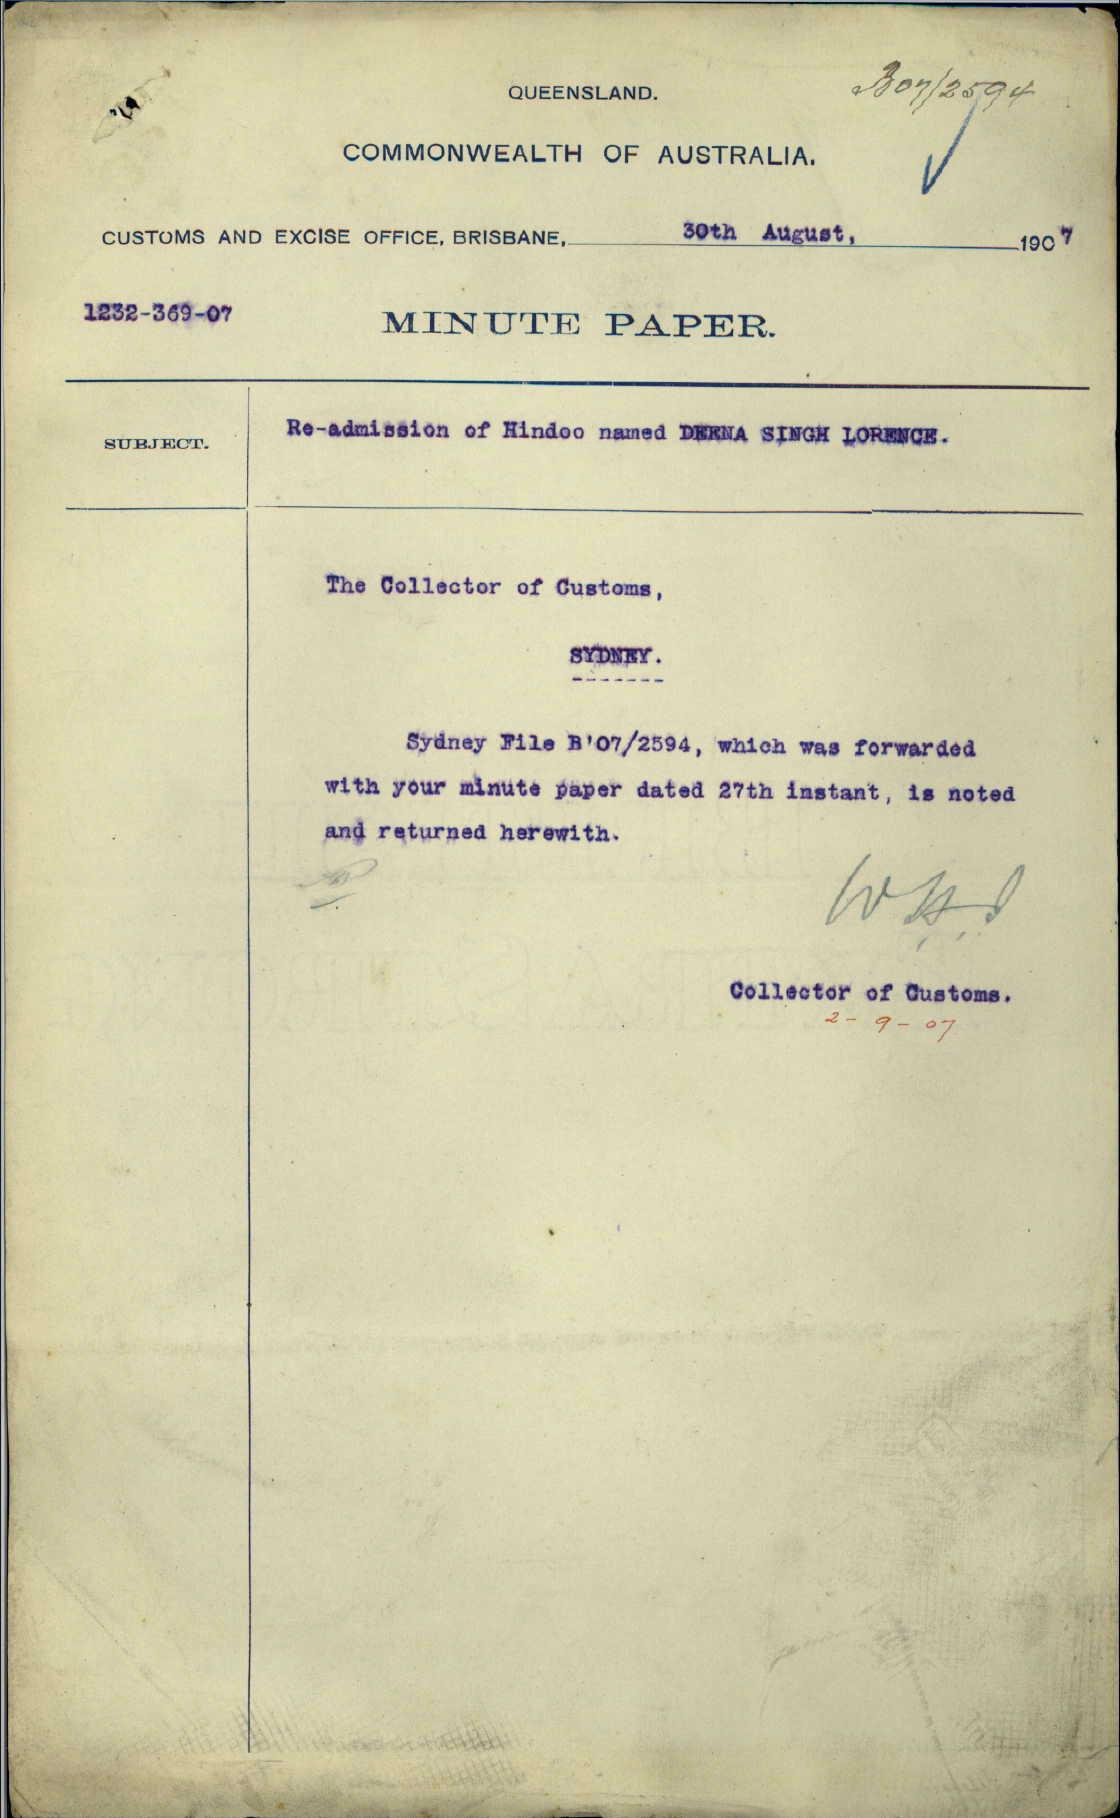 B07/2594
QUEENSLAND.
COMMONWEALTH OF AUSTRALIA.
CUSTOMS AND EXCISE OFFICE, BRISBANE, 30th August, 1907
1232-369-07
MINUTE PAPER.
SUBJECT.
Re-admission of Hindoo named DEENA SINGH LORENCE.
The Collector of Customs,
SYDNEY.
Sydney File B'07/2594, which was forwarded
with your minute paper dated 27th instant, is noted
and returned herewith.
Collector of Customs.
2-9-07